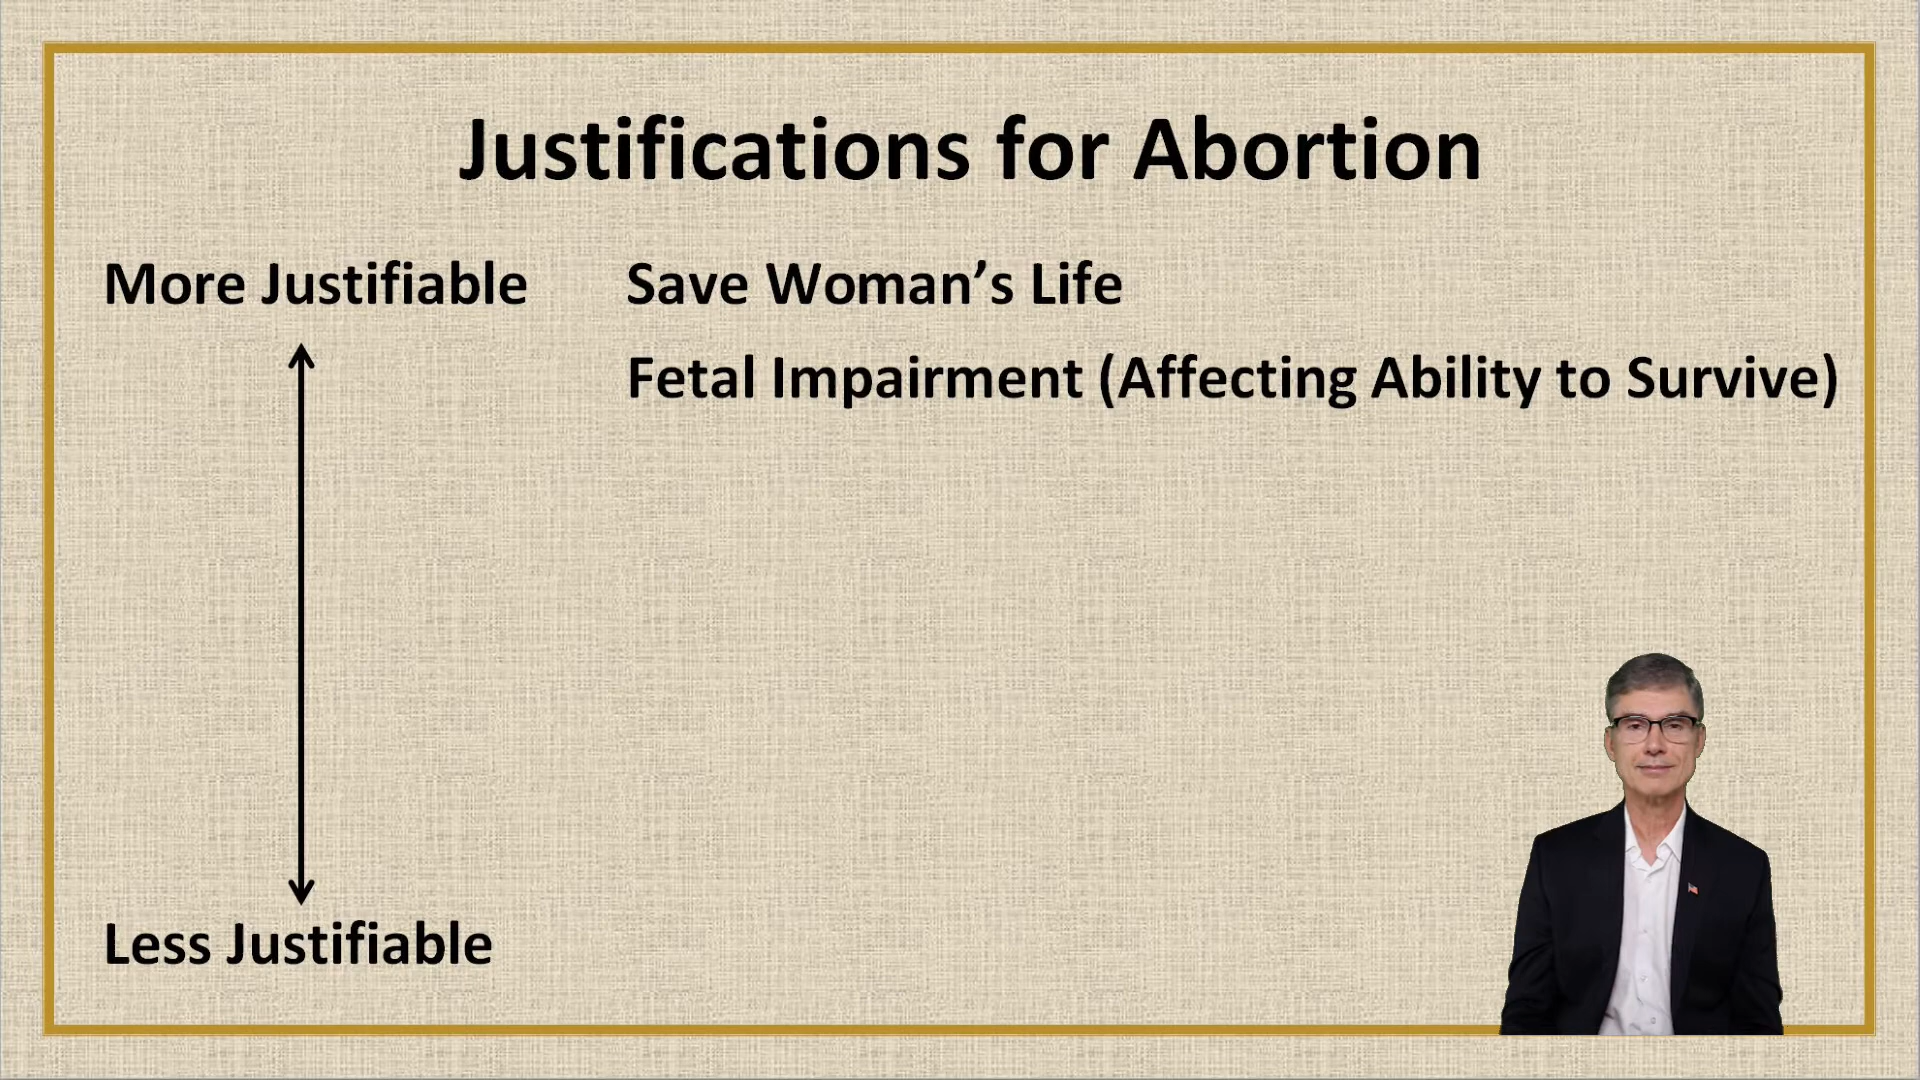 Justifications for Abortion
More Justifiable
Save Woman’s Life
Fetal Impairment (Affecting Ability to Survive)
Less Justifiable